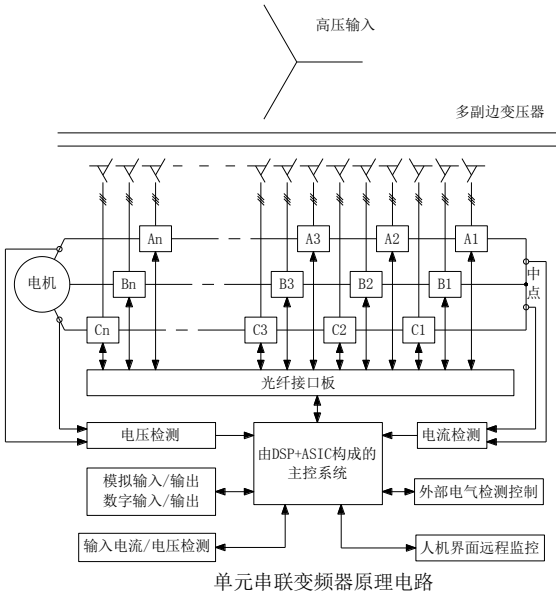 高压输入
多副边变压器
An
A3
A2
A1
电机
Bn
B3
B2
B1
中
点
Cn
C3
C2
C1
光纤接口板
电压检测
由DSP+ASIC构成的
主控系统
电流检测
模拟输入/输出
数字输入/输出
外部电气检测控制
输入电流/电压检测
人机界面远程监控
单元串联变频器原理电路